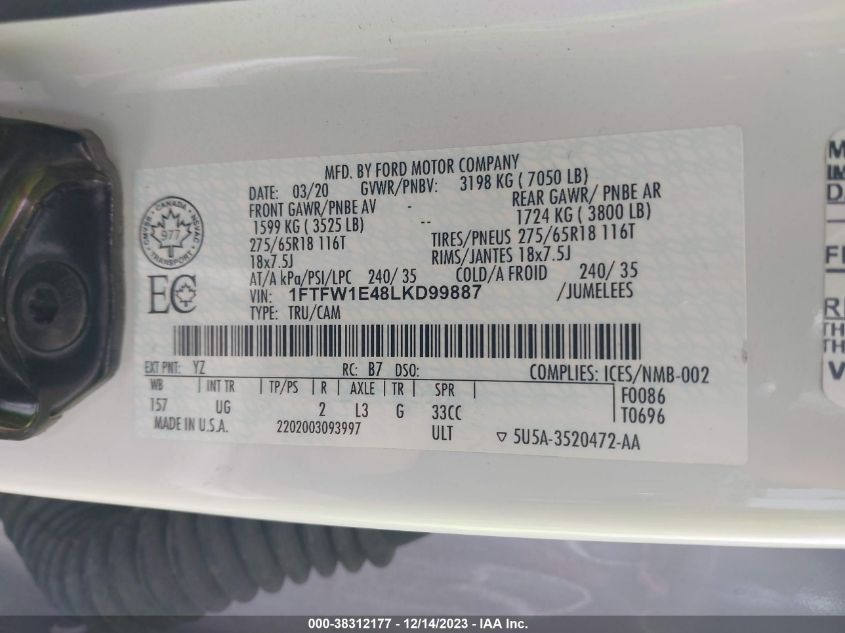 MFD. BY FORD MOTOR COMPANY
DATE: 03/20 GVWR/PNBV: 3198 KG ( 7050 LB)
FRONT GAWR/PNBE AV - REAR GAWR/ PNBE AR
1599 KG ( 3525 LB) -- 1724 KG ( 3800 LB)
275/65R18 116T TIRES/PNEUS 275/65R18 116T
18x7.5J RIMS/JANTES 18x7.5J
AT/A kPa/PSI/LPC 240/ 35 COLD/A FROID 240/ 35
VIN: 1FTFW1E48LKD99887 /JUMELEES
TYPE: TRU/CAM
CANADA
977
TRANSPORT
EC
EXT PNT: YZ RC: B7 DSO: COMPLIES: ICES/NMB-002
WB INT TR TP/PS R AXLE TR SPR F0086
157 UG 2 L3 G 33CC T0696
MADE IN U.S.A. 2202003093997 ULT 5U5A-3520472-AA
000-38312177 - 12/14/2023 - IAA Inc.